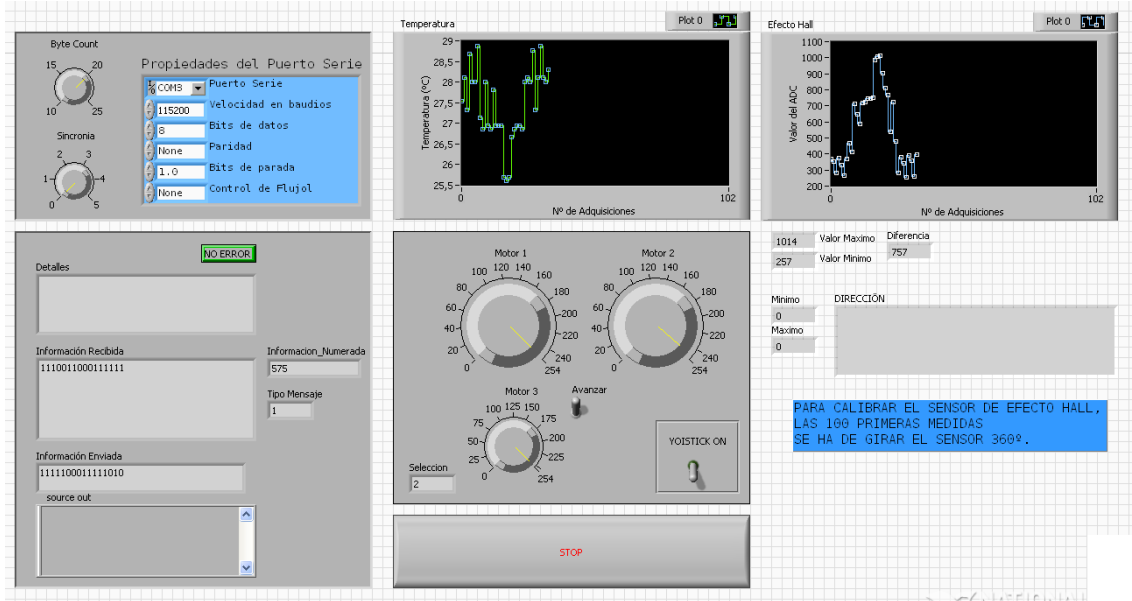 Byte Count
15 20
10 25
Sincronia
2 3
1 4
0 5
Propiedades del Puerto Serie
COM3 Puerto Serie
115200 Velocidad en baudios
8 Bits de datos
None Paridad
1.0 Bits de parada
None Control de Flujol
Temperatura
Plot 0
Temperatura (ºC)
29
28,5
28
27,5
27
26,5
26
25,5
0 102
Nº de Adquisiciones
Efecto Hall
Plot 0
Valor del ADC
1100
1000
900
800
700
600
500
400
300
200
0 102
Nº de Adquisiciones
NO ERROR
Detalles
Información Recibida
1110011000111111
Informacion_Numerada
575
Tipo Mensaje
1
Información Enviada
1111100011111010
source out
Motor 1
0 20 40 60 80 100 120 140 160 180 200 220 240 254
Motor 2
0 20 40 60 80 100 120 140 160 180 200 220 240 254
Motor 3
0 25 50 75 100 125 150 175 200 225 254
Avanzar
Seleccion
2
YOISTICK ON
STOP
1014 Valor Maximo
257 Valor Minimo
Diferencia
757
Minimo
0
Maximo
0
DIRECCIÓN
PARA CALIBRAR EL SENSOR DE EFECTO HALL,
LAS 100 PRIMERAS MEDIDAS
SE HA DE GIRAR EL SENSOR 360º.
NATIONAL